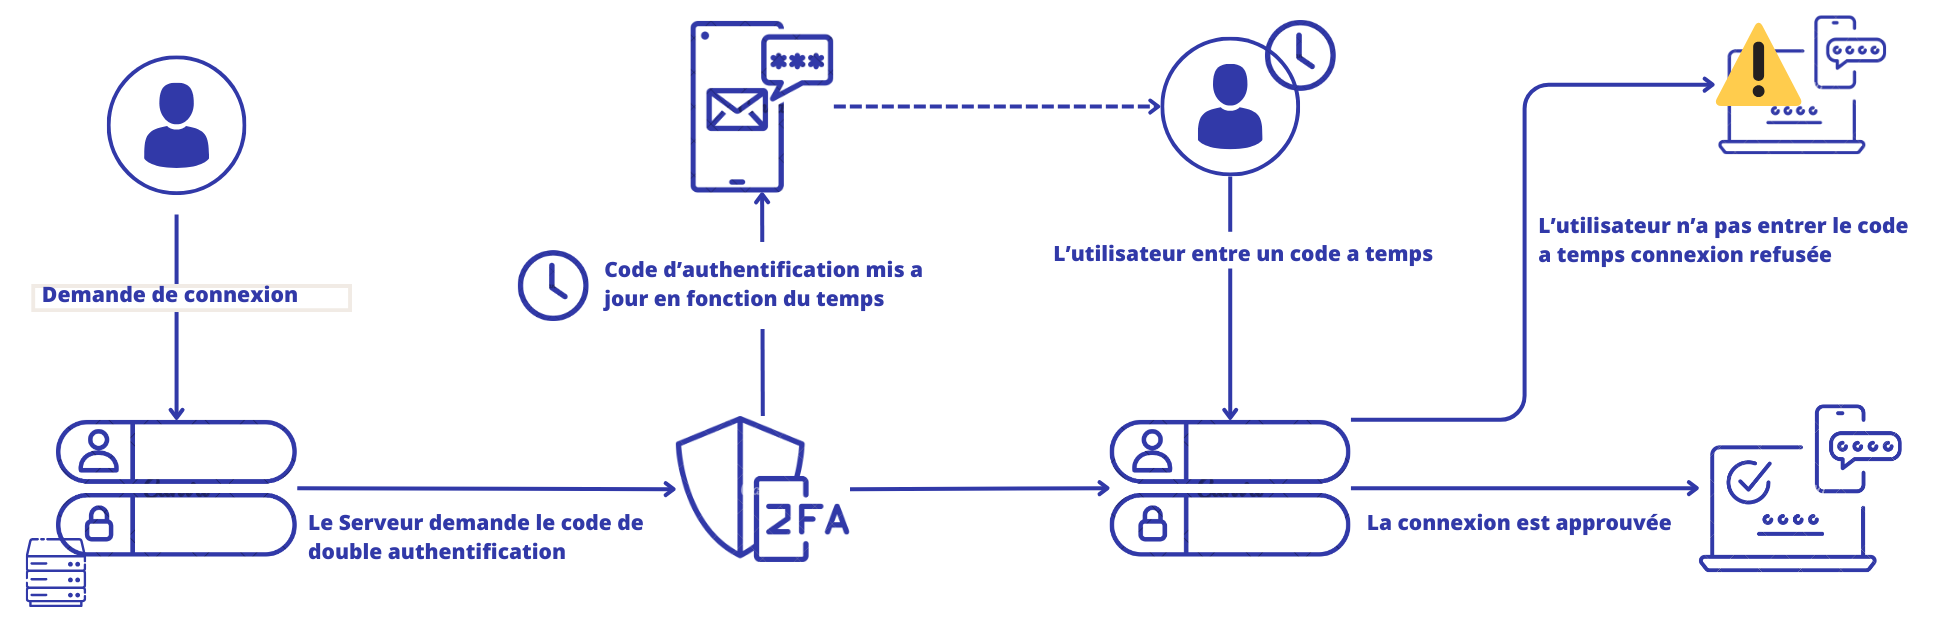 ***
L’utilisateur n’a pas entrer le code
a temps connexion refusée
L’utilisateur entre un code a temps
Code d’authentification mis a
jour en fonction du temps
Demande de connexion
Le Serveur demande le code de
double authentification
2FA
La connexion est approuvée